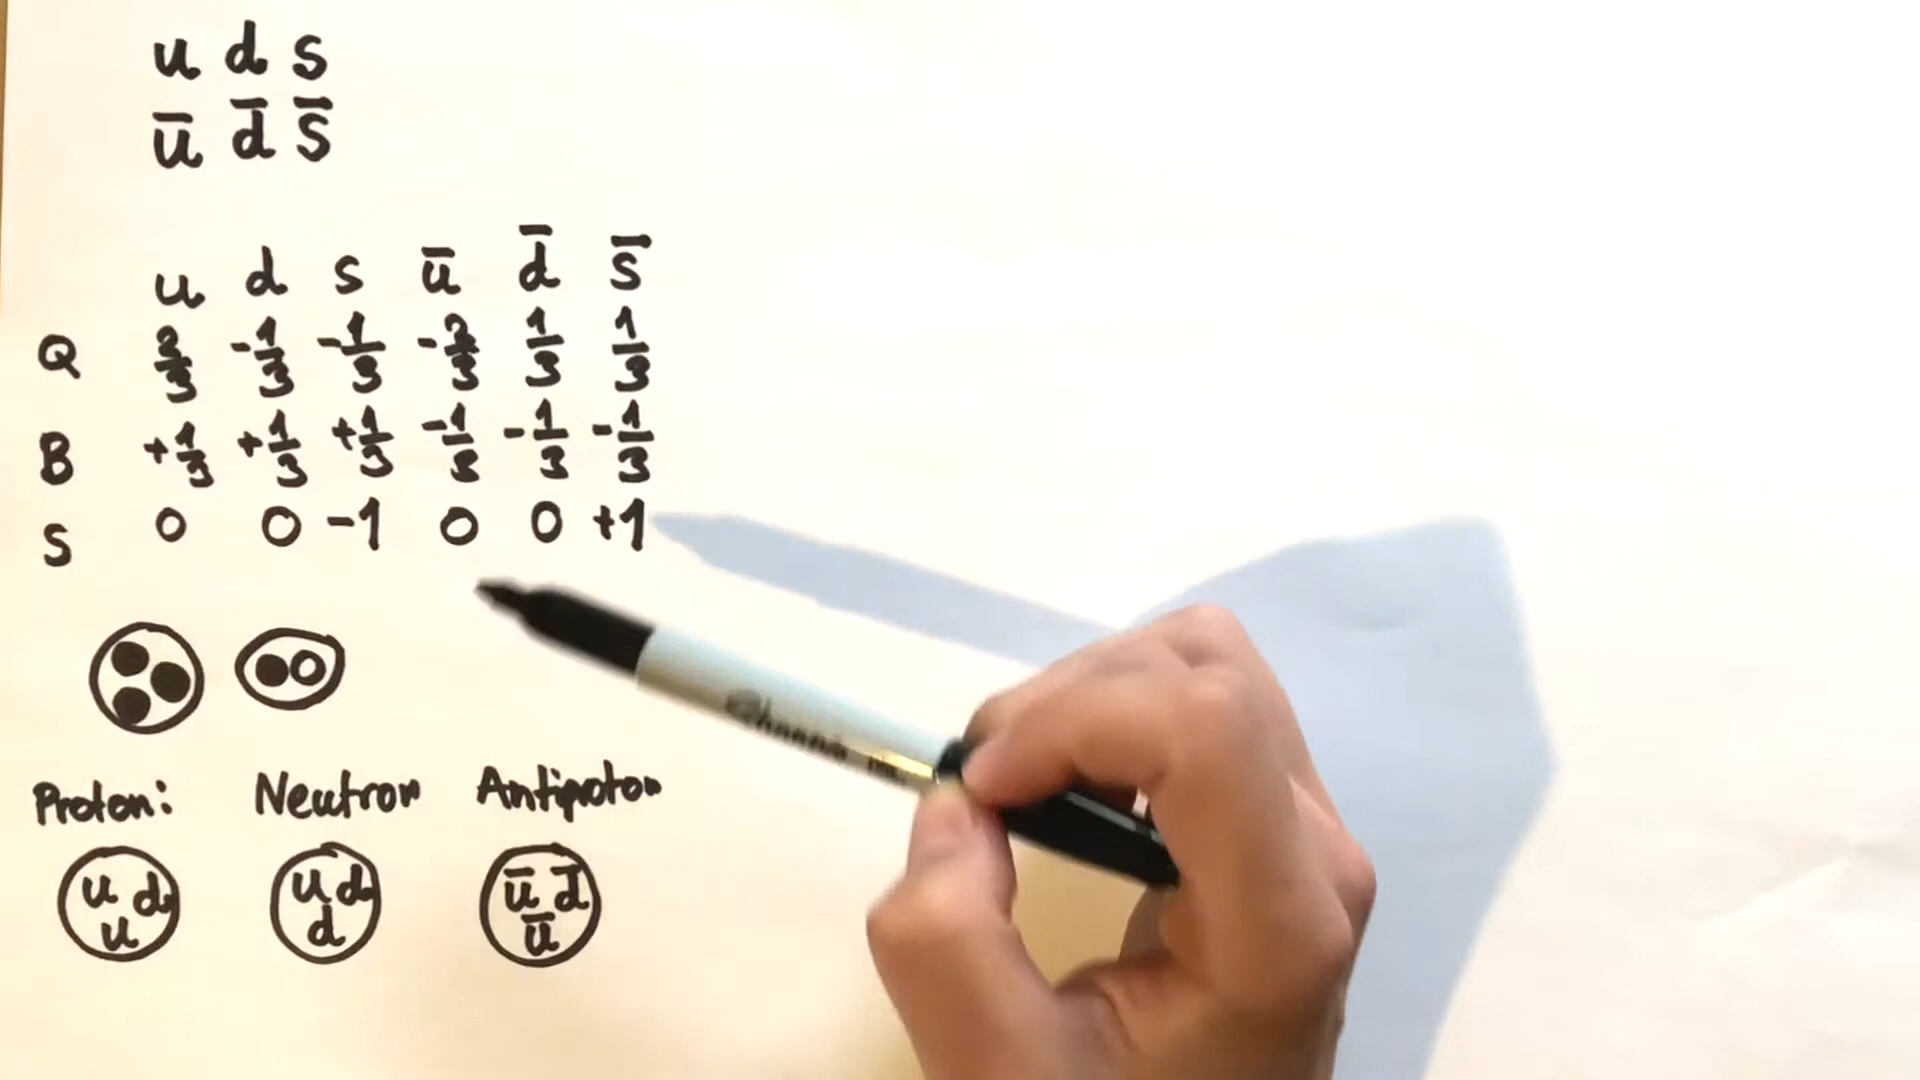 u d s
ū d̄ s̄
u d s ū d̄ s̄
Q 2/3 -1/3 -1/3 -2/3 1/3 1/3
B +1/3 +1/3 +1/3 -1/3 -1/3 -1/3
S 0 0 -1 0 0 +1
Proton: Neutron Antiproton
u d u d ū d̄
u d ū